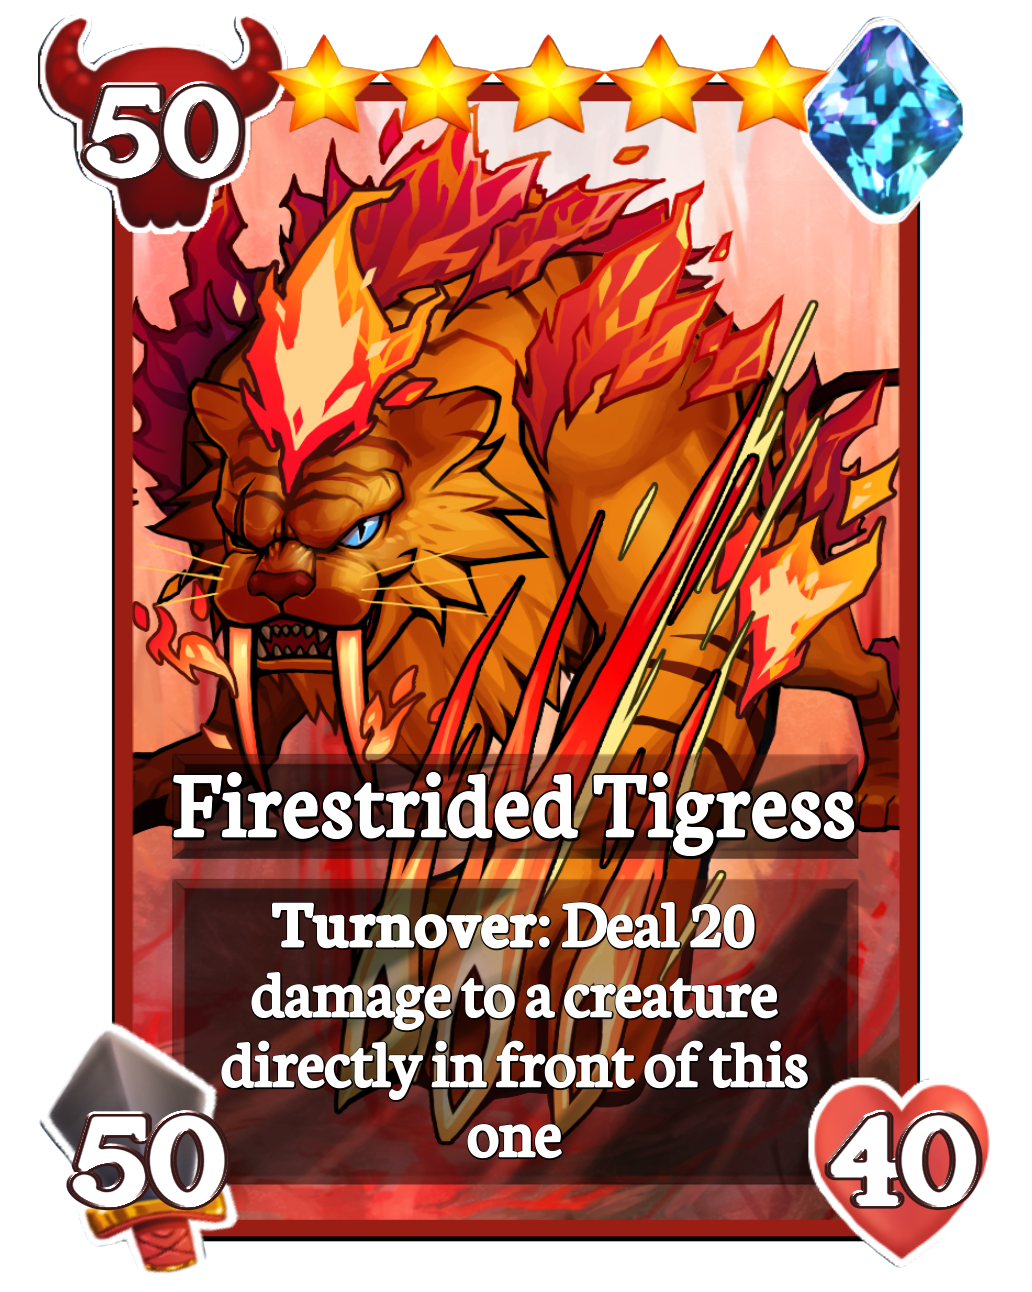 50
Firestrided Tigress
Turnover: Deal 20
damage to a creature
directly in front of this
one
50
40